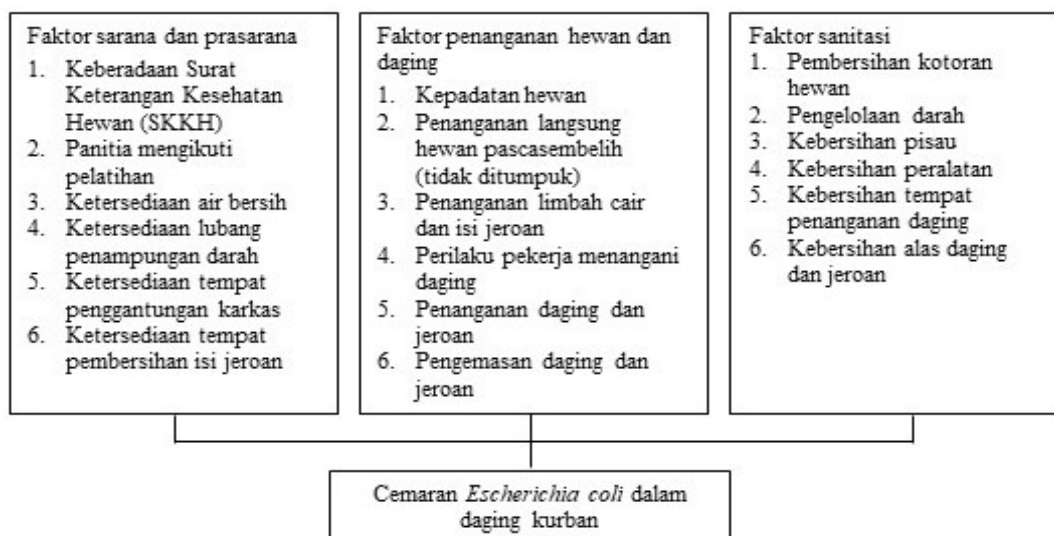 Faktor sarana dan prasarana
1. Keberadaan Surat
Keterangan Kesehatan
Hewan (SKKH)
2. Panitia mengikuti
pelatihan
3. Ketersediaan air bersih
4. Ketersediaan lubang
penampungan darah
5. Ketersediaan tempat
penggantungan karkas
6. Ketersediaan tempat
pembersihan isi jeroan
Faktor penanganan hewan dan
daging
1. Kepadatan hewan
2. Penanganan langsung
hewan pascasembelih
(tidak ditumpuk)
3. Penanganan limbah cair
dan isi jeroan
4. Perilaku pekerja menangani
daging
5. Penanganan daging dan
jeroan
6. Pengemasan daging dan
jeroan
Faktor sanitasi
1. Pembersihan kotoran
hewan
2. Pengelolaan darah
3. Kebersihan pisau
4. Kebersihan peralatan
5. Kebersihan tempat
penanganan daging
6. Kebersihan alas daging
dan jeroan
Cemaran Escherichia coli dalam
daging kurban